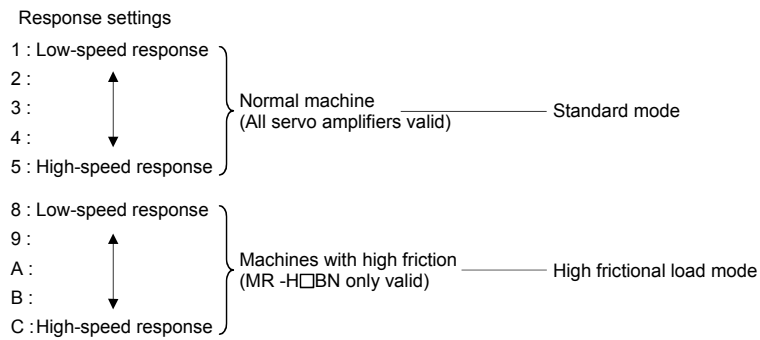 Response settings
1 : Low-speed response
2 :
3 :
4 :
5 : High-speed response
Normal machine
(All servo amplifiers valid)
Standard mode
8 : Low-speed response
9 :
A :
B :
C : High-speed response
Machines with high friction
(MR -H□BN only valid)
High frictional load mode